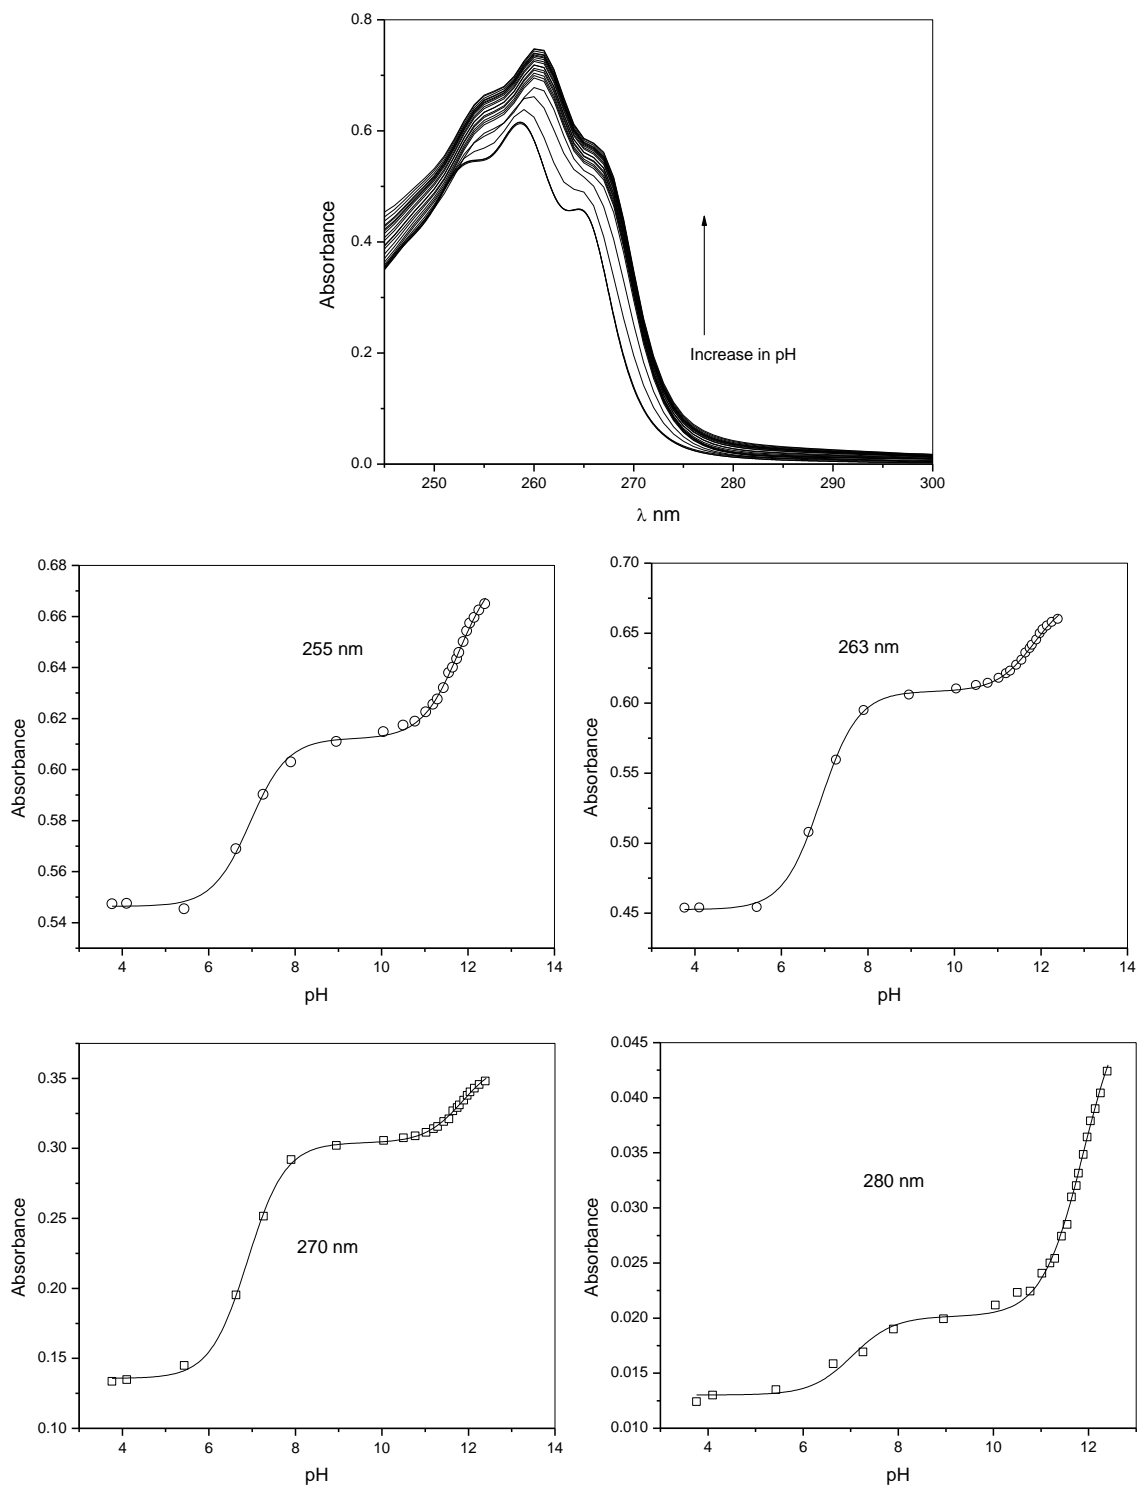 0.8
0.6
0.4
0.2
0.0
Absorbance
Increase in pH
250 260 270 280 290 300
λ nm
0.68
0.66
0.64
0.62
0.60
0.58
0.56
0.54
Absorbance
255 nm
4 6 8 10 12 14
pH
0.70
0.65
0.60
0.55
0.50
0.45
Absorbance
263 nm
4 6 8 10 12 14
pH
0.35
0.30
0.25
0.20
0.15
0.10
Absorbance
270 nm
4 6 8 10 12 14
pH
0.045
0.040
0.035
0.030
0.025
0.020
0.015
0.010
Absorbance
280 nm
4 6 8 10 12
pH